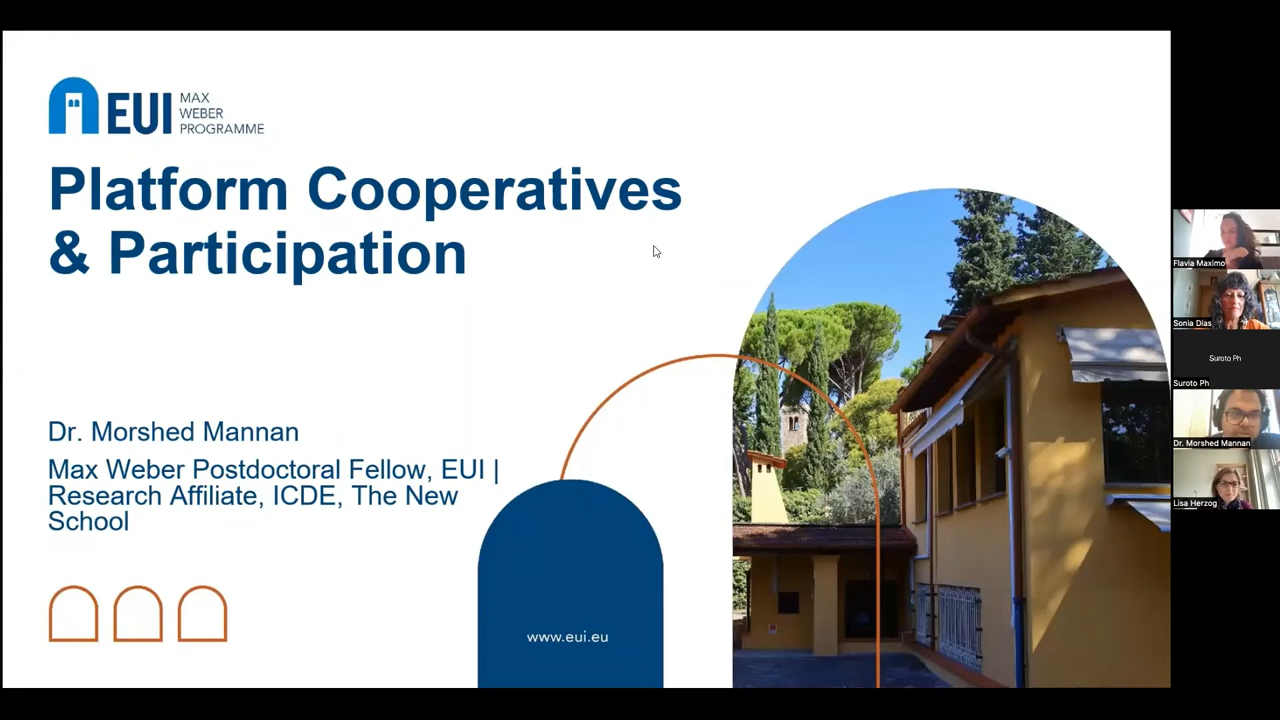 EUI
MAX
WEBER
PROGRAMME
Platform Cooperatives
& Participation
Dr. Morshed Mannan
Max Weber Postdoctoral Fellow, EUI |
Research Affiliate, ICDE, The New
School
www.eui.eu
Flavia Maximo
Sonia Dias
Suroto Ph
Suroto Ph
Dr. Morshed Mannan
Lisa Herzog